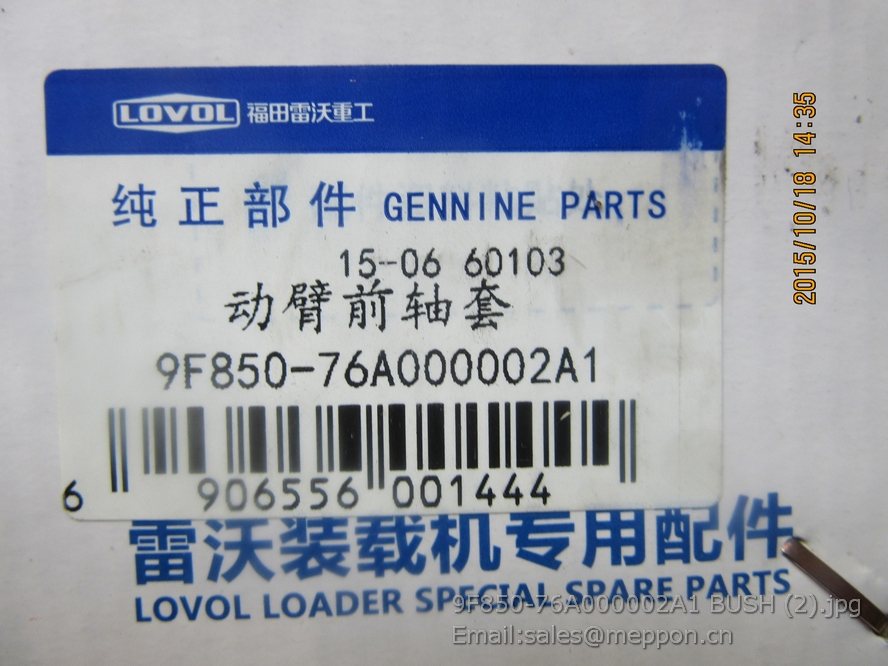 LOVOL 福田雷沃重工
纯正部件 GENNINE PARTS
15-06 60103
动臂前轴套
9F850-76A000002A1
6 906556 001444
雷沃装载机专用配件
LOVOL LOADER SPECIAL SPARE PARTS
2015/10/18 14:35
9F850-76A000002A1 BUSH (2).jpg
Email:sales@meppon.cn